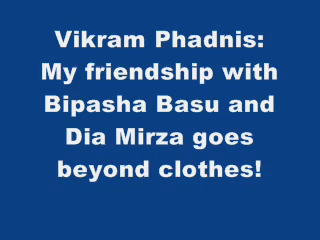 Vikram Phadnis:
My friendship with
Bipasha Basu and
Dia Mirza goes
beyond clothes!